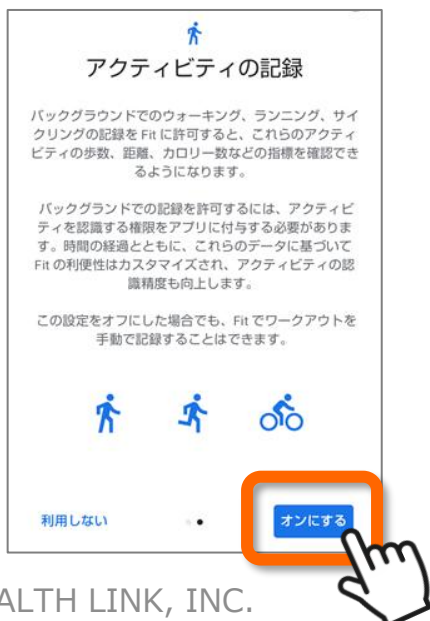 アクティビティの記録
バックグラウンドでのウォーキング、ランニング、サイ
クリングの記録を Fit に許可すると、これらのアクティ
ビティの歩数、距離、カロリー数などの指標を確認でき
るようになります。
バックグランドでの記録を許可するには、アクティビ
ティを認識する権限をアプリに付与する必要がありま
す。時間の経過とともに、これらのデータに基づいて
Fit の利便性はカスタマイズされ、アクティビティの認
識精度も向上します。
この設定をオフにした場合でも、Fit でワークアウトを
手動で記録することはできます。
利用しない
オンにする
ALTH LINK, INC.